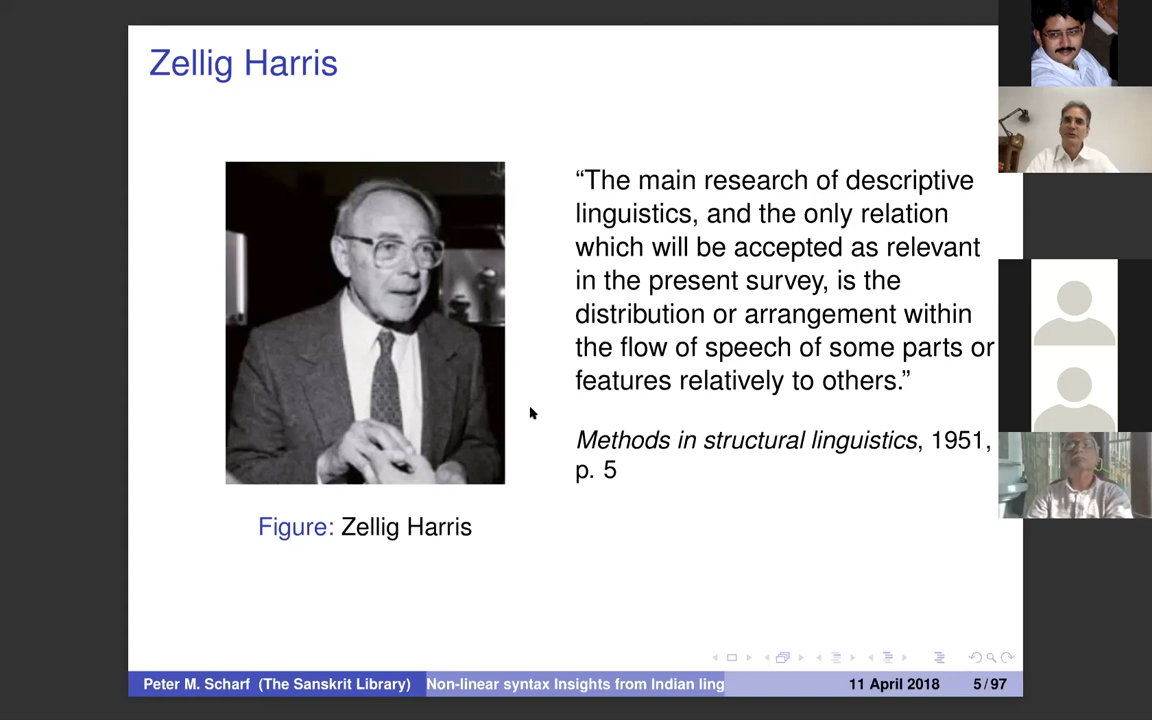 Zellig Harris
“The main research of descriptive
linguistics, and the only relation
which will be accepted as relevant
in the present survey, is the
distribution or arrangement within
the flow of speech of some parts or
features relatively to others.”
Methods in structural linguistics, 1951,
p. 5
Figure: Zellig Harris
Peter M. Scharf (The Sanskrit Library) Non-linear syntax Insights from Indian ling 11 April 2018 5/97